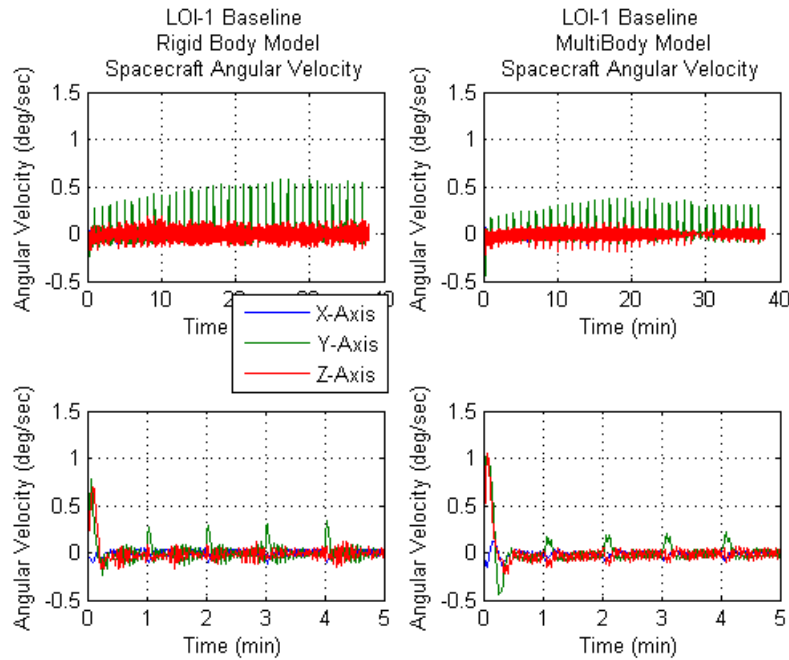 LOI-1 Baseline
Rigid Body Model
Spacecraft Angular Velocity
Angular Velocity (deg/sec)
1.5
1
0.5
0
-0.5
0
10
20
30
40
Time (min)
LOI-1 Baseline
MultiBody Model
Spacecraft Angular Velocity
Angular Velocity (deg/sec)
1.5
1
0.5
0
-0.5
0
10
20
30
40
Time (min)
X-Axis
Y-Axis
Z-Axis
Angular Velocity (deg/sec)
1.5
1
0.5
0
-0.5
0
1
2
3
4
5
Time (min)
Angular Velocity (deg/sec)
1.5
1
0.5
0
-0.5
0
1
2
3
4
5
Time (min)